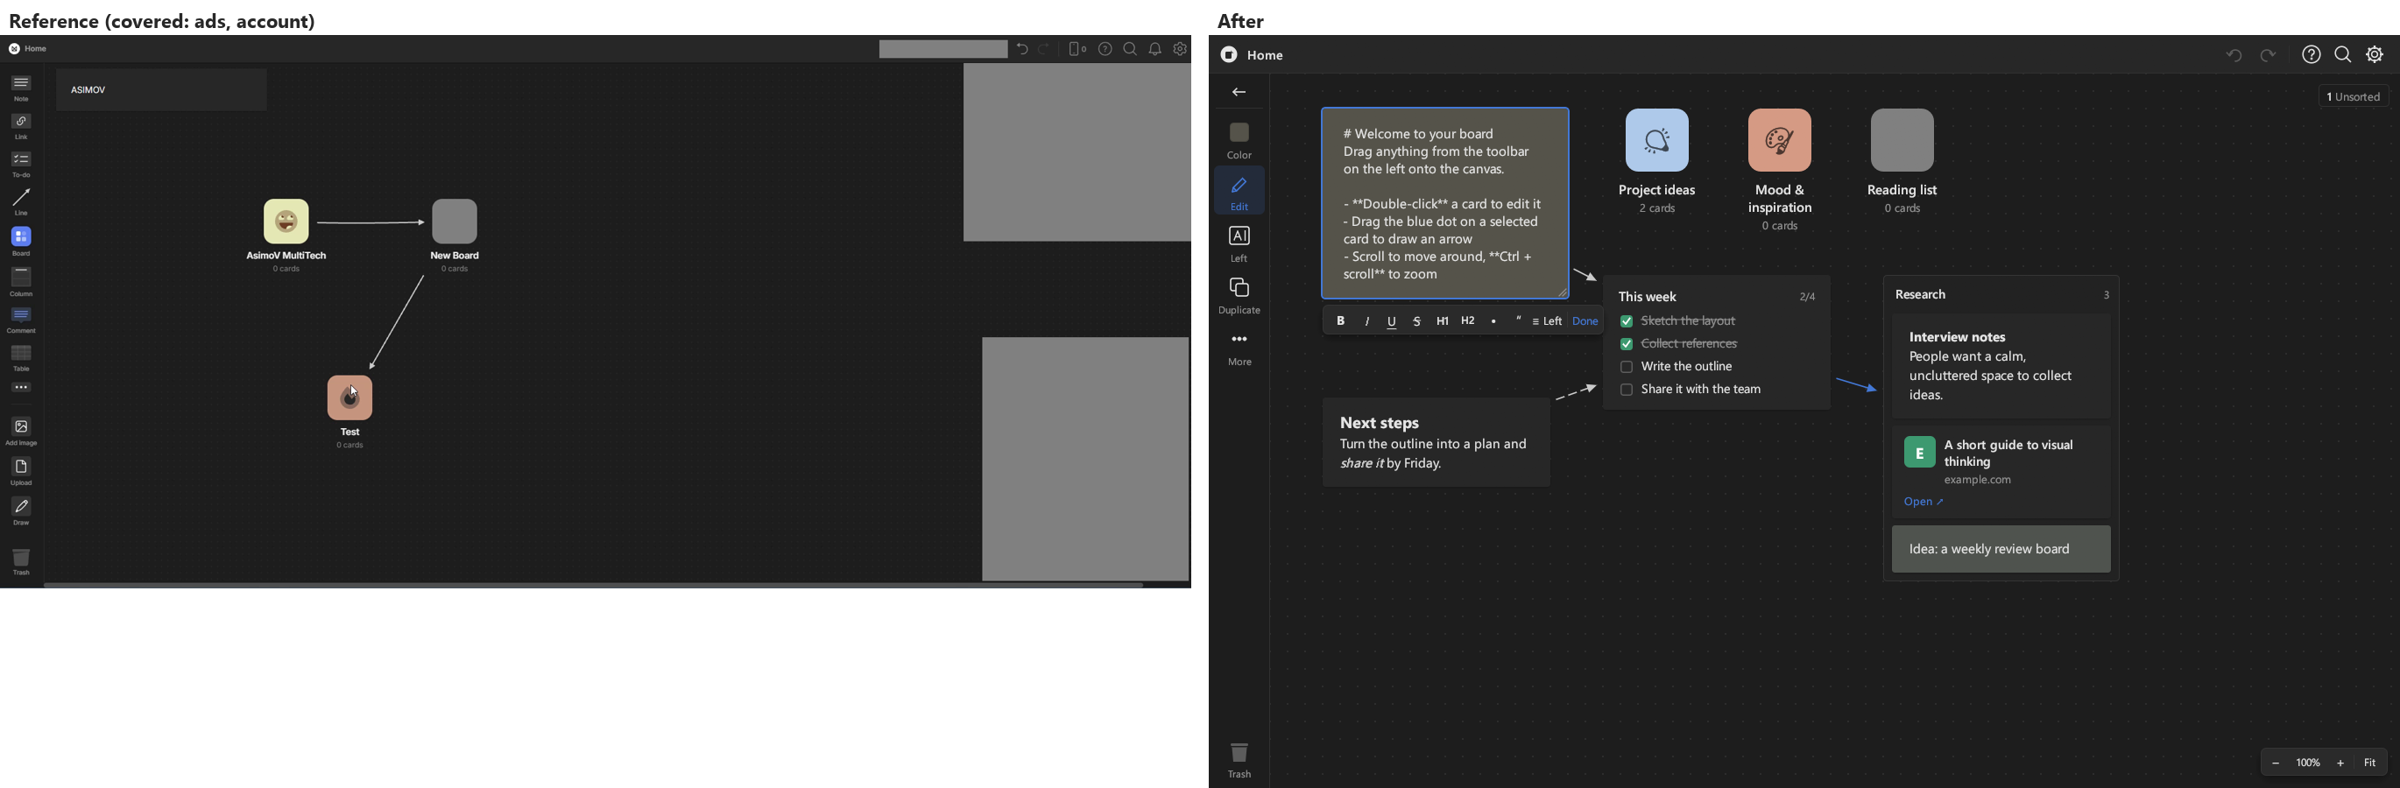 Reference (covered: ads, account)
Home
0
Note
Link
To-do
Line
Board
Column
Comment
Table
Add image
Upload
Draw
Trash
ASIMOV
AsimoV MultiTech
0 cards
New Board
0 cards
Test
0 cards
After
Home
1 Unsorted
Color
Edit
AI
Left
Duplicate
More
Trash
# Welcome to your board
Drag anything from the toolbar
on the left onto the canvas.
- **Double-click** a card to edit it
- Drag the blue dot on a selected
card to draw an arrow
- Scroll to move around, **Ctrl +
scroll** to zoom
B I U S H1 H2 • “ ≡ Left Done
Project ideas
2 cards
Mood &
inspiration
0 cards
Reading list
0 cards
This week 2/4
Sketch the layout
Collect references
Write the outline
Share it with the team
Next steps
Turn the outline into a plan and
share it by Friday.
Research 3
Interview notes
People want a calm,
uncluttered space to collect
ideas.
E
A short guide to visual
thinking
example.com
Open ↗
Idea: a weekly review board
− 100% + Fit